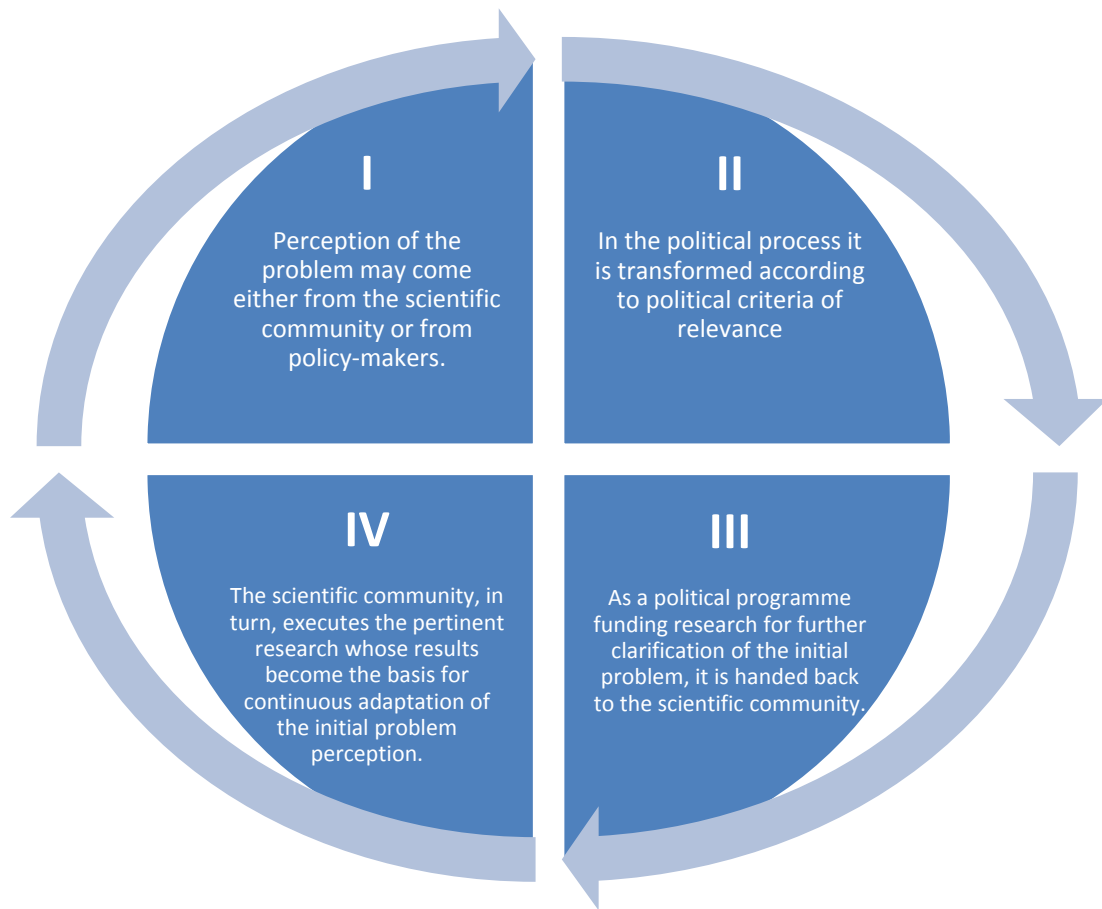 I
Perception of the
problem may come
either from the scientific
community or from
policy-makers.
II
In the political process it
is transformed according
to political criteria of
relevance
III
As a political programme
funding research for further
clarification of the initial
problem, it is handed back
to the scientific community.
IV
The scientific community, in
turn, executes the pertinent
research whose results
become the basis for
continuous adaptation of
the initial problem
perception.